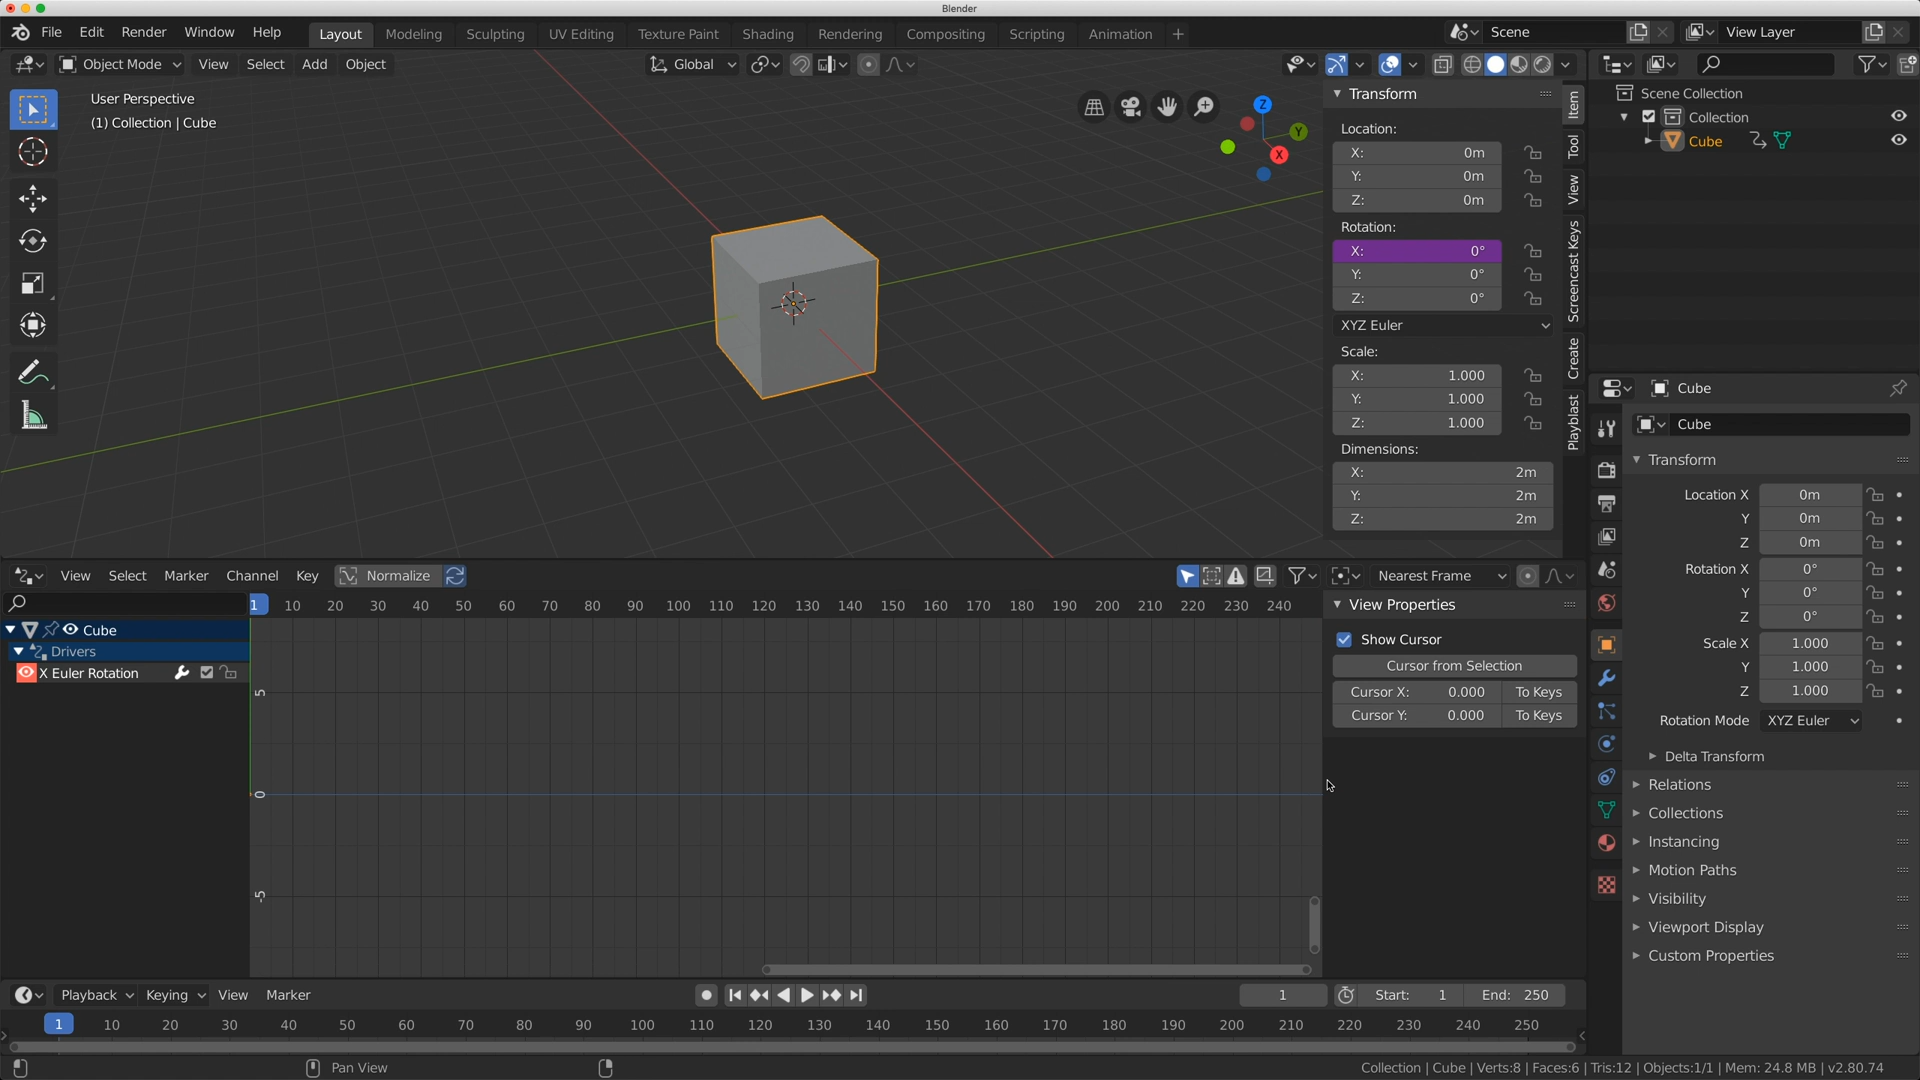 Blender
File Edit Render Window Help Layout Modeling Sculpting UV Editing Texture Paint Shading Rendering Compositing Scripting Animation + Scene View Layer
Object Mode View Select Add Object Global
User Perspective
(1) Collection | Cube
Z
Y
X
Transform
Location:
X: 0m
Y: 0m
Z: 0m
Rotation:
X: 0°
Y: 0°
Z: 0°
XYZ Euler
Scale:
X: 1.000
Y: 1.000
Z: 1.000
Dimensions:
X: 2m
Y: 2m
Z: 2m
Item
Tool
View
Screencast Keys
Create
Playblast
Scene Collection
Collection
Cube
Cube
Cube
Transform
Location X 0m
Y 0m
Z 0m
Rotation X 0°
Y 0°
Z 0°
Scale X 1.000
Y 1.000
Z 1.000
Rotation Mode XYZ Euler
Delta Transform
Relations
Collections
Instancing
Motion Paths
Visibility
Viewport Display
Custom Properties
View Select Marker Channel Key Normalize Nearest Frame
1 10 20 30 40 50 60 70 80 90 100 110 120 130 140 150 160 170 180 190 200 210 220 230 240
Cube
Drivers
X Euler Rotation
5
0
-5
View Properties
Show Cursor
Cursor from Selection
Cursor X: 0.000 To Keys
Cursor Y: 0.000 To Keys
Playback Keying View Marker 1 Start: 1 End: 250
1 10 20 30 40 50 60 70 80 90 100 110 120 130 140 150 160 170 180 190 200 210 220 230 240 250
Pan View
Collection | Cube | Verts:8 | Faces:6 | Tris:12 | Objects:1/1 | Mem: 24.8 MB | v2.80.74